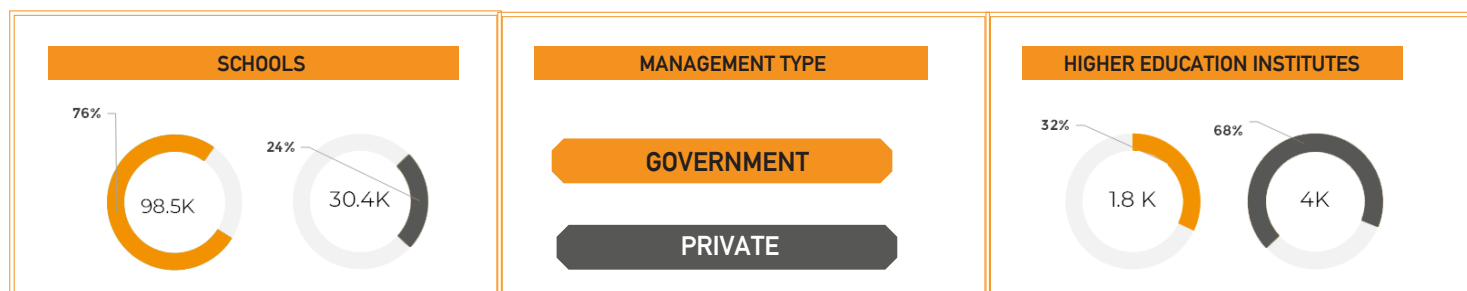 SCHOOLS
76%
98.5K
24%
30.4K
MANAGEMENT TYPE
GOVERNMENT
PRIVATE
HIGHER EDUCATION INSTITUTES
32%
1.8 K
68%
4K